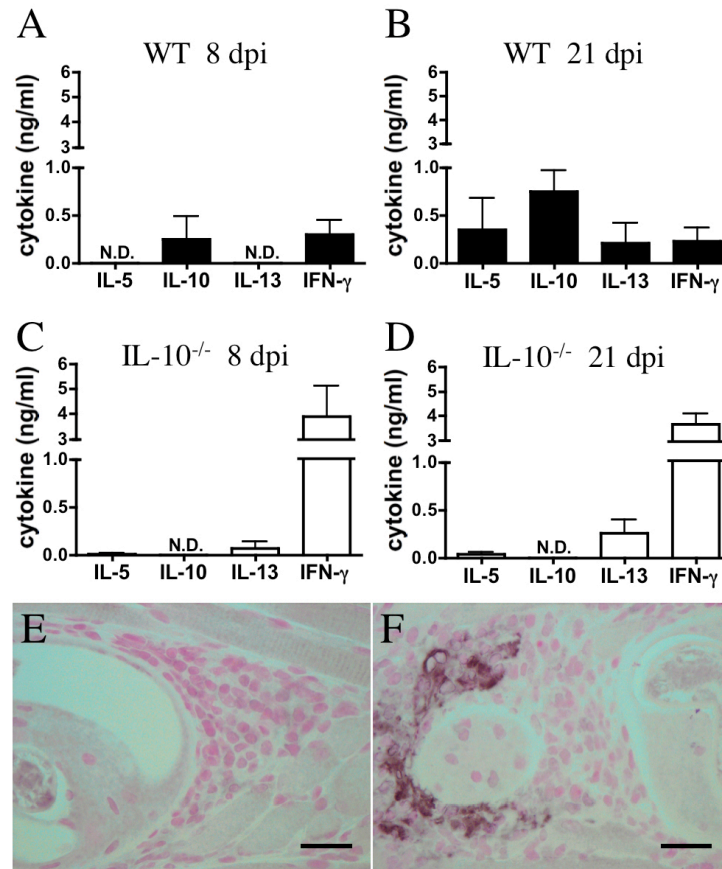 A
WT 8 dpi
cytokine (ng/ml)
6
5
4
3
1.0
0.5
0.0
N.D.
N.D.
IL-5 IL-10 IL-13 IFN-γ
B
WT 21 dpi
cytokine (ng/ml)
6
5
4
3
1.0
0.5
0.0
IL-5 IL-10 IL-13 IFN-γ
C
IL-10-/- 8 dpi
cytokine (ng/ml)
6
5
4
3
1.0
0.5
0.0
N.D.
IL-5 IL-10 IL-13 IFN-γ
D
IL-10-/- 21 dpi
cytokine (ng/ml)
6
5
4
3
1.0
0.5
0.0
N.D.
IL-5 IL-10 IL-13 IFN-γ
E
F